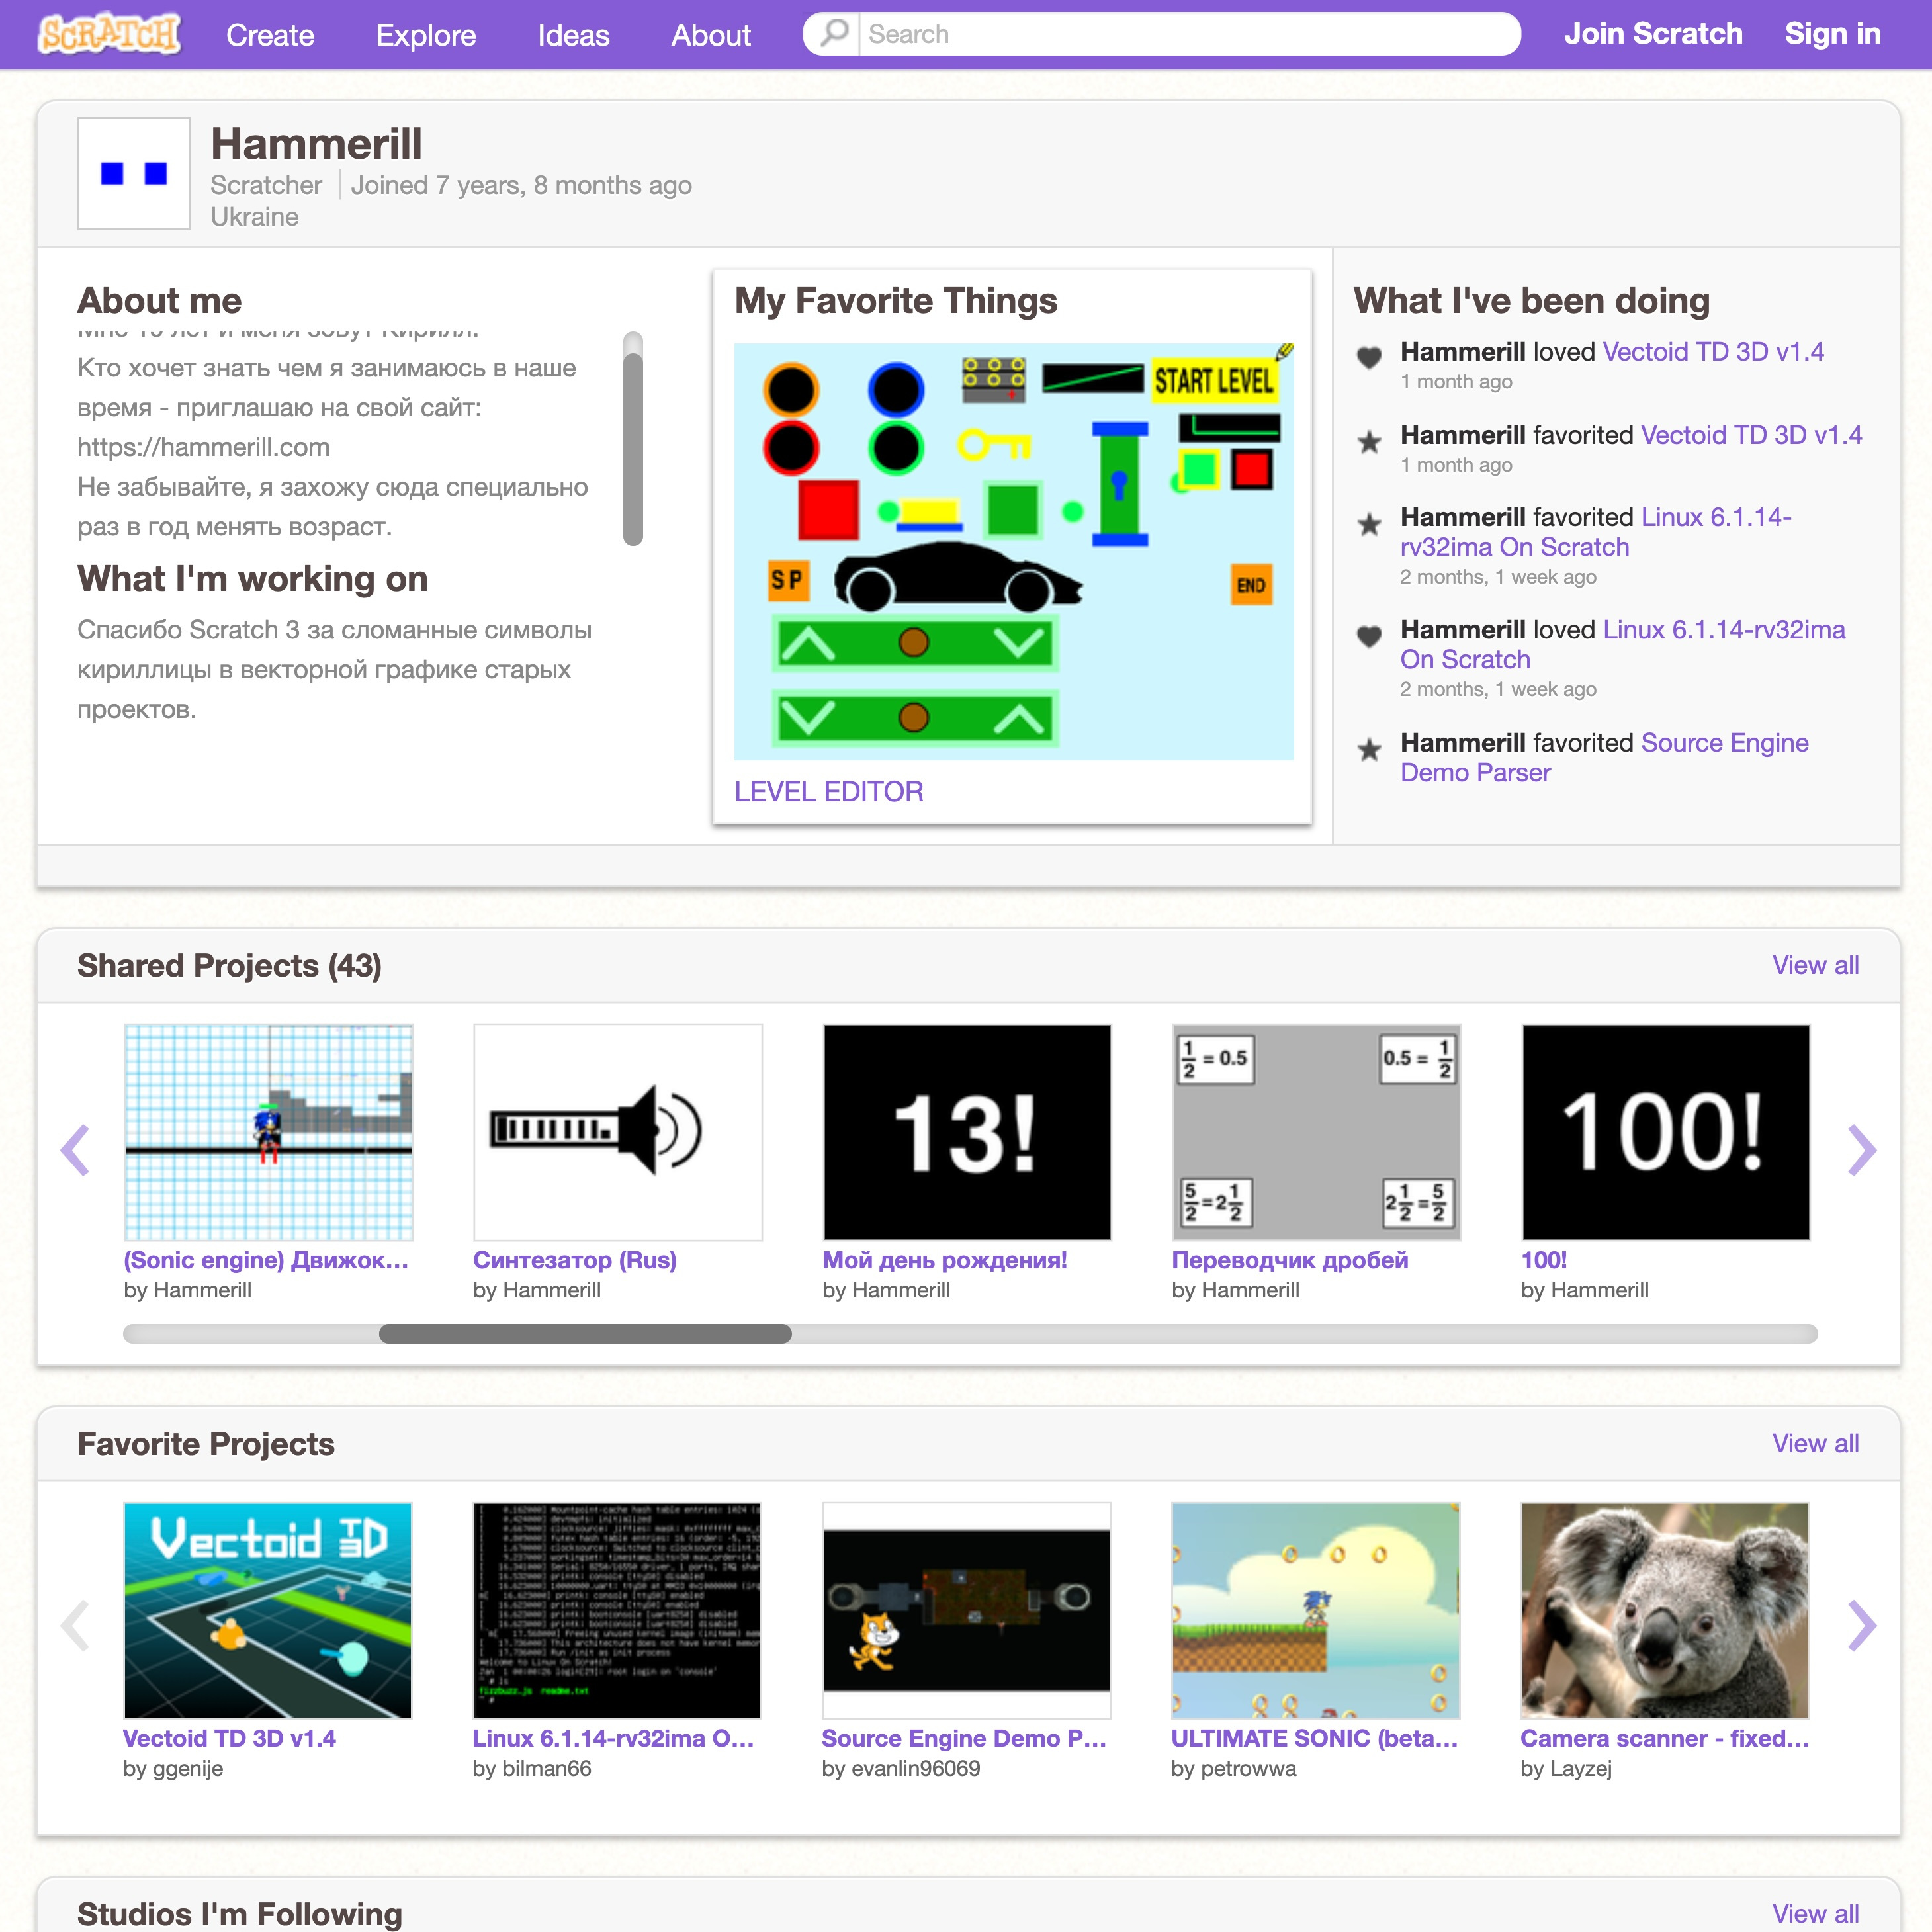 SCRATCH
Create
Explore
Ideas
About
Search
Join Scratch
Sign in
Hammerill
Scratcher
Joined 7 years, 8 months ago
Ukraine
About me
Кто хочет знать чем я занимаюсь в наше
время - приглашаю на свой сайт:
https://hammerill.com
Не забывайте, я захожу сюда специально
раз в год менять возраст.
What I'm working on
Спасибо Scratch 3 за сломанные символы
кириллицы в векторной графике старых
проектов.
My Favorite Things
START LEVEL
S P
END
LEVEL EDITOR
What I've been doing
Hammerill loved Vectoid TD 3D v1.4
1 month ago
Hammerill favorited Vectoid TD 3D v1.4
1 month ago
Hammerill favorited Linux 6.1.14-
rv32ima On Scratch
2 months, 1 week ago
Hammerill loved Linux 6.1.14-rv32ima
On Scratch
2 months, 1 week ago
Hammerill favorited Source Engine
Demo Parser
Shared Projects (43)
View all
13!
1/2 = 0.5
0.5 = 1/2
5/2=2 1/2
2 1/2=5/2
100!
(Sonic engine) Движок...
by Hammerill
Синтезатор (Rus)
by Hammerill
Мой день рождения!
by Hammerill
Переводчик дробей
by Hammerill
100!
by Hammerill
Favorite Projects
View all
Vectoid TD 3D
Welcome to Linux On Scratch!
fizzbuzz.js readme.txt
Vectoid TD 3D v1.4
by ggenije
Linux 6.1.14-rv32ima O...
by bilman66
Source Engine Demo P...
by evanlin96069
ULTIMATE SONIC (beta...
by petrowwa
Camera scanner - fixed...
by Layzej
Studios I'm Following
View all